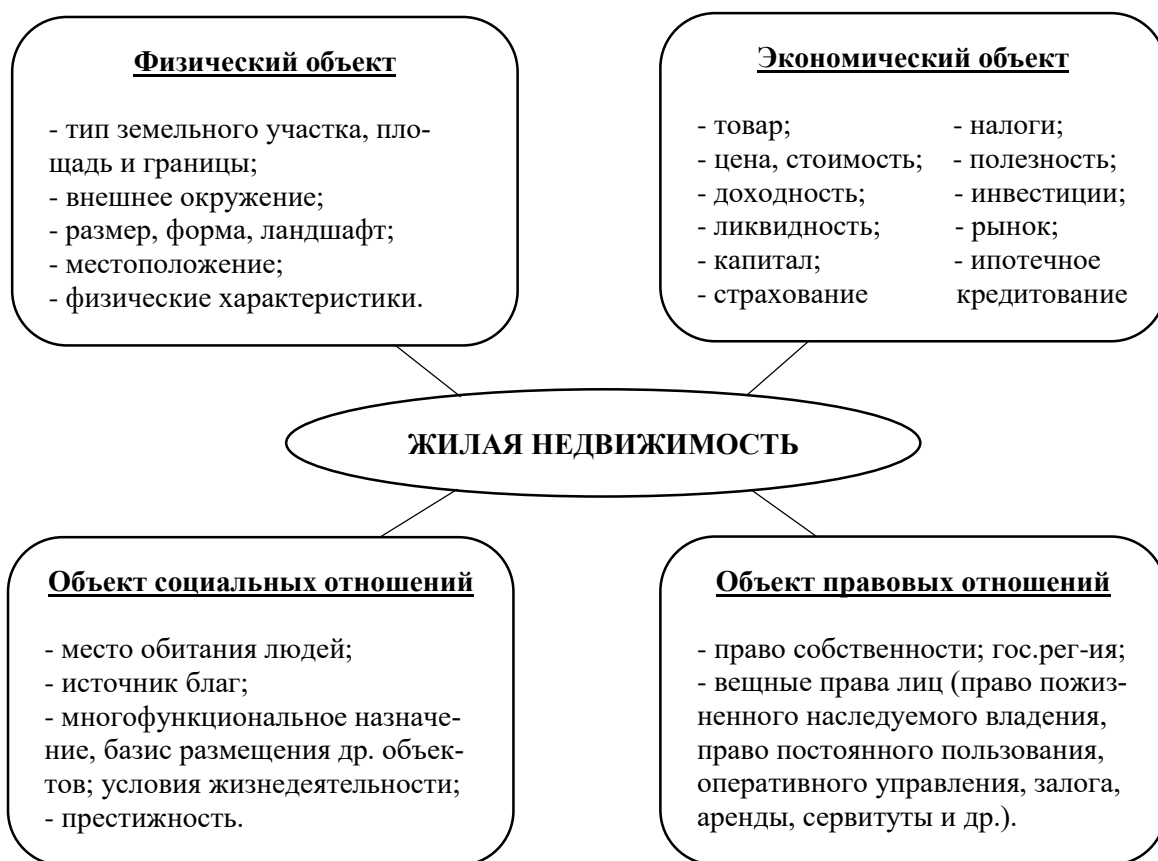 Физический объект
- тип земельного участка, пло-
щадь и границы;
- внешнее окружение;
- размер, форма, ландшафт;
- местоположение;
- физические характеристики.
Экономический объект
- товар;
- цена, стоимость;
- доходность;
- ликвидность;
- капитал;
- страхование
- налоги;
- полезность;
- инвестиции;
- рынок;
- ипотечное
кредитование
ЖИЛАЯ НЕДВИЖИМОСТЬ
Объект социальных отношений
- место обитания людей;
- источник благ;
- многофункциональное назначе-
ние, базис размещения др. объек-
тов; условия жизнедеятельности;
- престижность.
Объект правовых отношений
- право собственности; гос.рег-ия;
- вещные права лиц (право пожиз-
ненного наследуемого владения,
право постоянного пользования,
оперативного управления, залога,
аренды, сервитуты и др.).